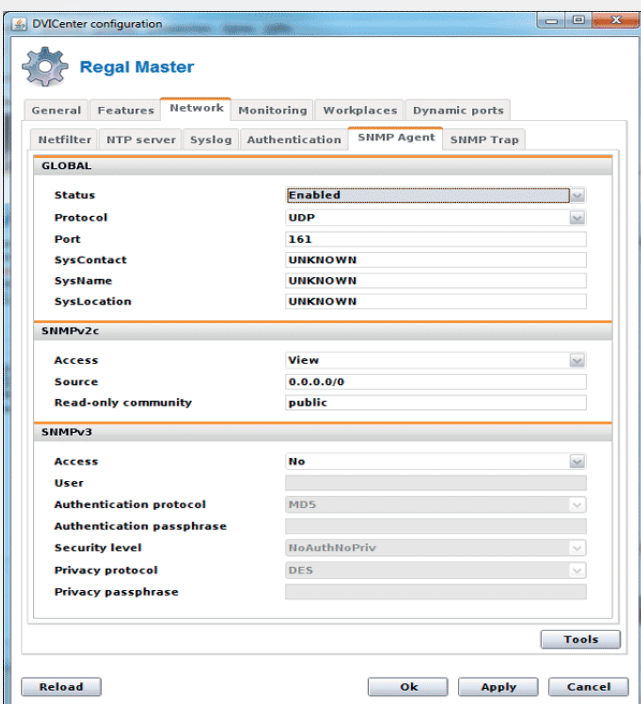 DVICenter configuration
Regal Master
General Features Network Monitoring Workplaces Dynamic ports
Netfilter NTP server Syslog Authentication SNMP Agent SNMP Trap
GLOBAL
Status Enabled
Protocol UDP
Port 161
SysContact UNKNOWN
SysName UNKNOWN
SysLocation UNKNOWN
SNMPv2c
Access View
Source 0.0.0.0/0
Read-only community public
SNMPv3
Access No
User
Authentication protocol MD5
Authentication passphrase
Security level NoAuthNoPriv
Privacy protocol DES
Privacy passphrase
Tools
Reload Ok Apply Cancel